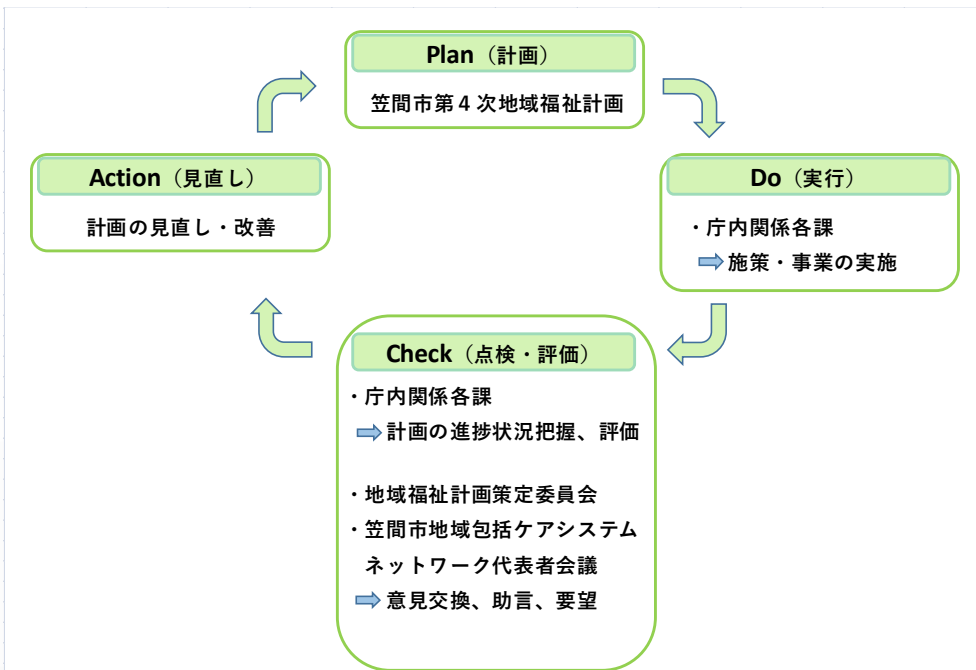 Plan（計画）
笠間市第４次地域福祉計画
Do（実行）
・庁内関係各課
施策・事業の実施
Check（点検・評価）
・庁内関係各課
計画の進捗状況把握、評価
・地域福祉計画策定委員会
・笠間市地域包括ケアシステム
ネットワーク代表者会議
意見交換、助言、要望
Action（見直し）
計画の見直し・改善